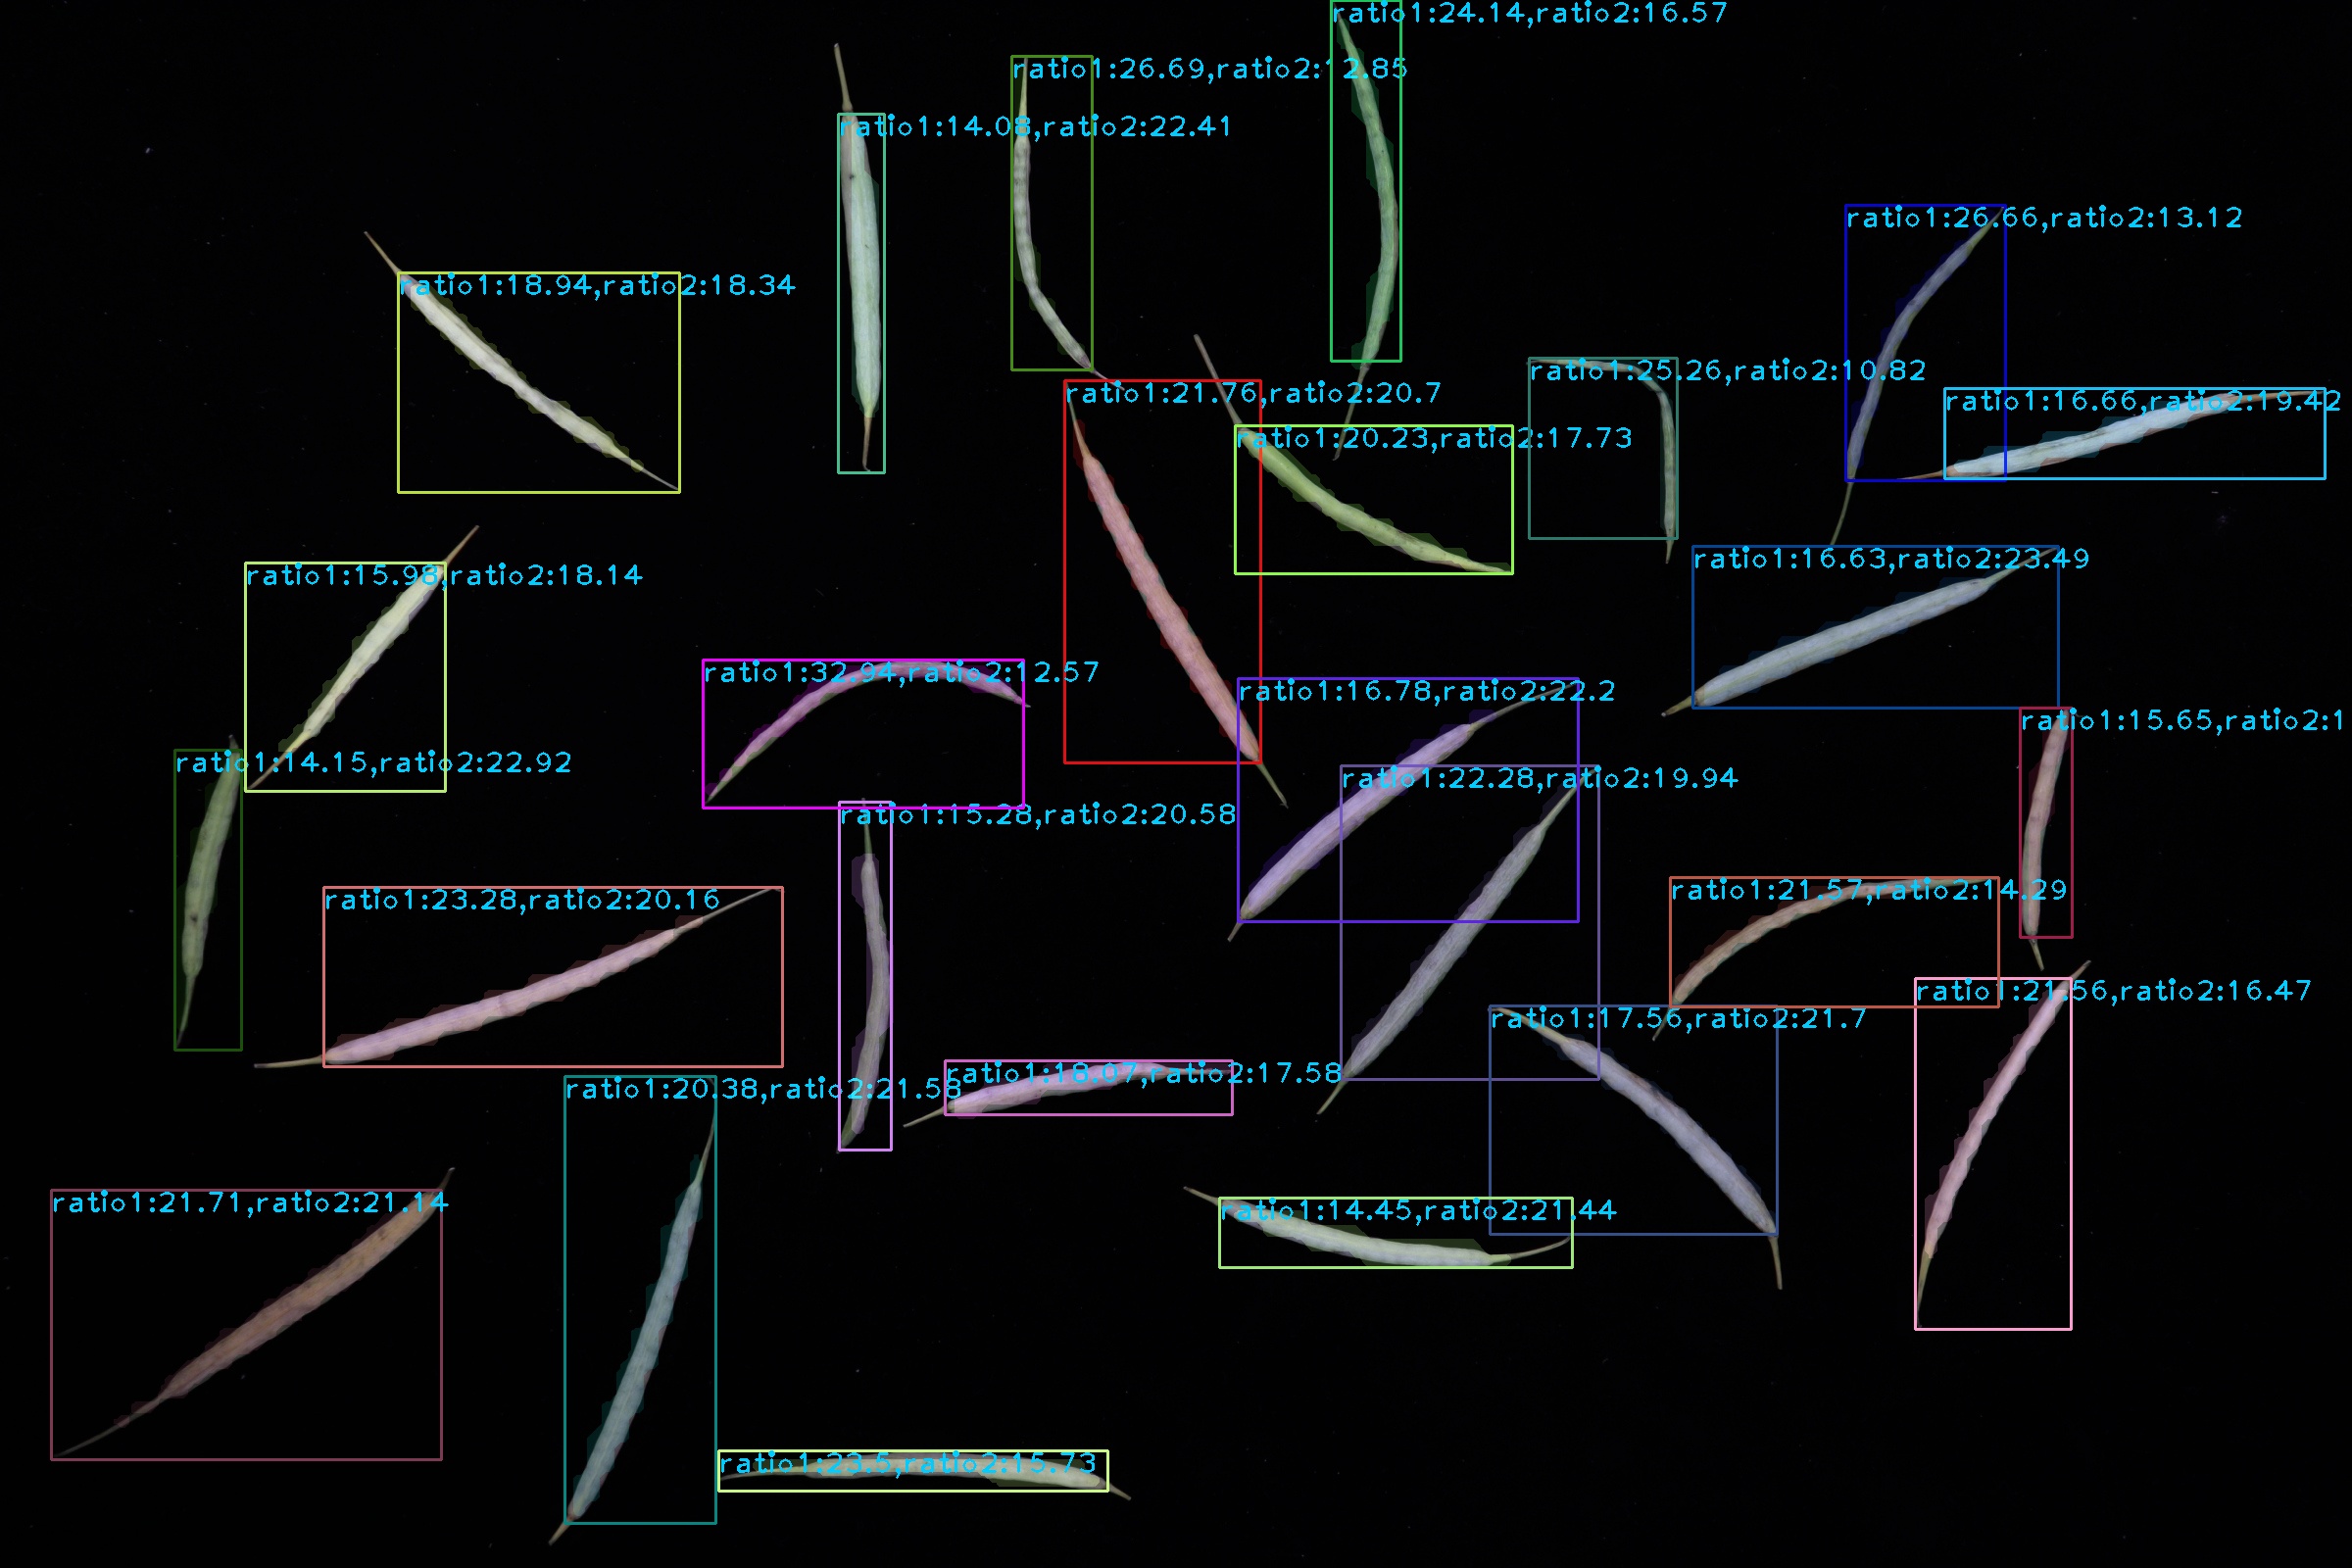 ratio1:24.14,ratio2:16.57
ratio1:26.69,ratio2:12.85
ratio1:14.08,ratio2:22.41
ratio1:26.66,ratio2:13.12
ratio1:18.94,ratio2:18.34
ratio1:25.26,ratio2:10.82
ratio1:21.76,ratio2:20.7
ratio1:16.66,ratio2:19.42
ratio1:20.23,ratio2:17.73
ratio1:16.63,ratio2:23.49
ratio1:15.98,ratio2:18.14
ratio1:32.94,ratio2:12.57
ratio1:16.78,ratio2:22.2
ratio1:15.65,ratio2:1
ratio1:14.15,ratio2:22.92
ratio1:22.28,ratio2:19.94
ratio1:15.28,ratio2:20.58
ratio1:21.57,ratio2:14.29
ratio1:23.28,ratio2:20.16
ratio1:21.56,ratio2:16.47
ratio1:17.56,ratio2:21.7
ratio1:18.07,ratio2:17.58
ratio1:20.38,ratio2:21.58
ratio1:21.71,ratio2:21.14
ratio1:14.45,ratio2:21.44
ratio1:23.5,ratio2:15.73